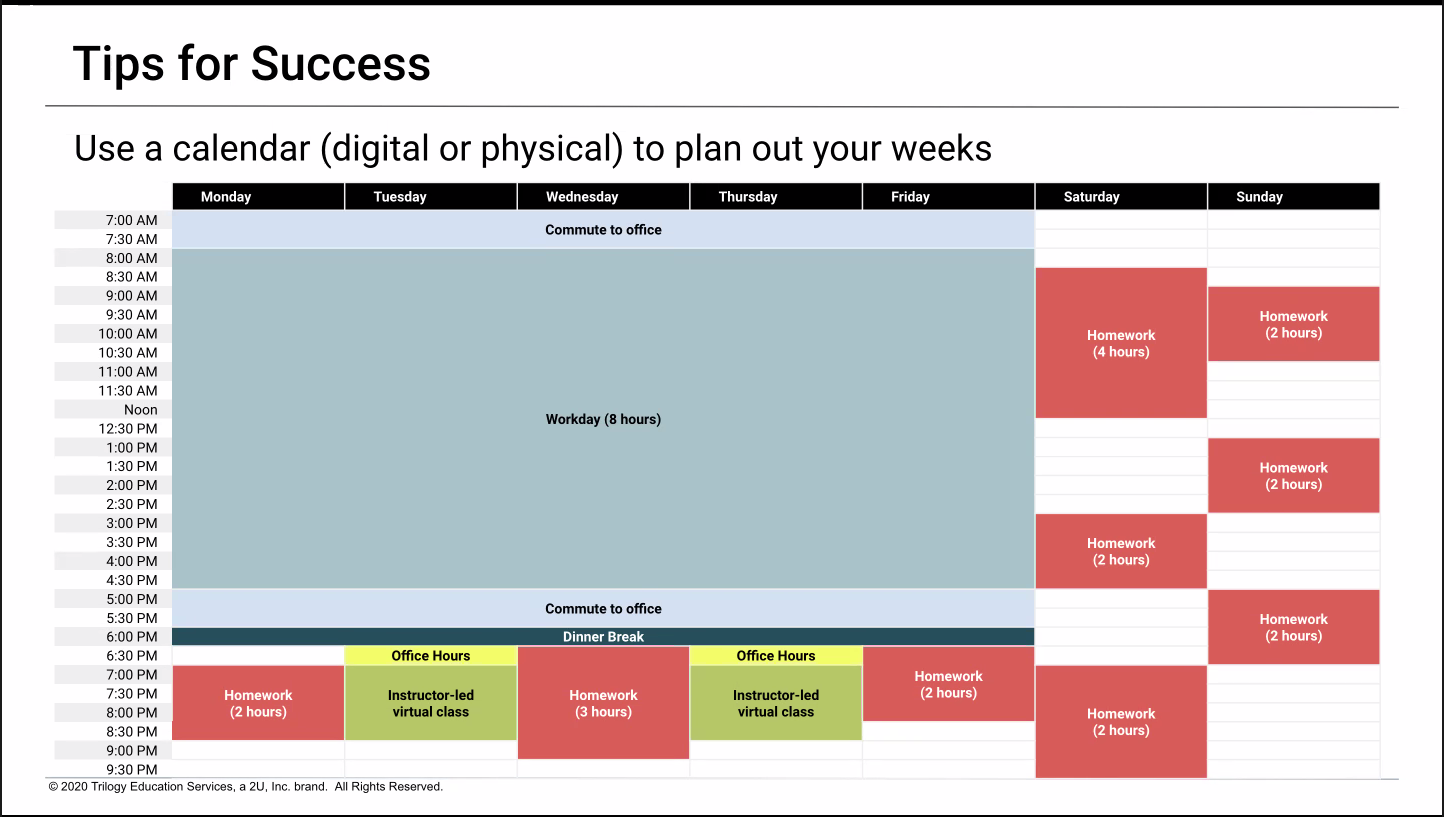 Tips for Success
Use a calendar (digital or physical) to plan out your weeks
Monday Tuesday Wednesday Thursday Friday Saturday Sunday
7:00 AM
Commute to office
7:30 AM
8:00 AM
8:30 AM
9:00 AM
9:30 AM
Homework
(2 hours)
10:00 AM
Homework
(4 hours)
10:30 AM
11:00 AM
11:30 AM
Noon
Workday (8 hours)
12:30 PM
1:00 PM
1:30 PM
Homework
(2 hours)
2:00 PM
2:30 PM
3:00 PM
3:30 PM
Homework
(2 hours)
4:00 PM
4:30 PM
5:00 PM
Commute to office
5:30 PM
Homework
(2 hours)
6:00 PM
Dinner Break
6:30 PM
Office Hours
Office Hours
7:00 PM
Homework
(2 hours)
7:30 PM
Homework
(2 hours)
Instructor-led
virtual class
Homework
(3 hours)
Instructor-led
virtual class
8:00 PM
Homework
(2 hours)
8:30 PM
9:00 PM
9:30 PM
© 2020 Trilogy Education Services, a 2U, Inc. brand. All Rights Reserved.